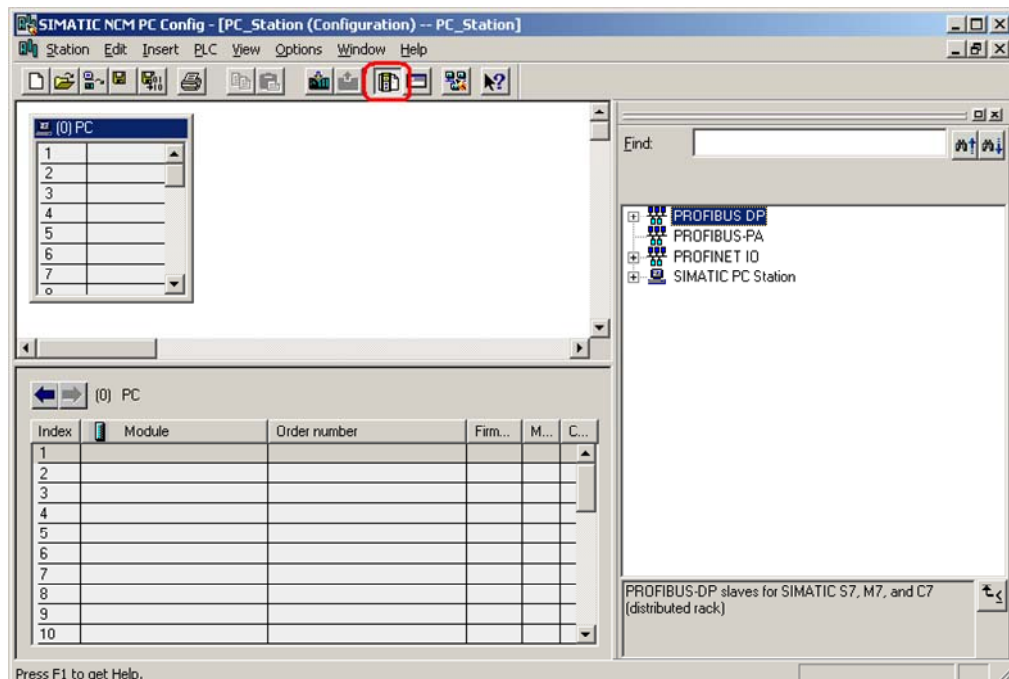 SIMATIC NCM PC Config - [PC_Station (Configuration) -- PC_Station]
Station Edit Insert PLC View Options Window Help
(0) PC
1
2
3
4
5
6
7
Find:
PROFIBUS DP
PROFIBUS-PA
PROFINET IO
SIMATIC PC Station
(0) PC
Index Module Order number Firm... M... C...
1
2
3
4
5
6
7
8
9
10
PROFIBUS-DP slaves for SIMATIC S7, M7, and C7
(distributed rack)
Press F1 to get Help.